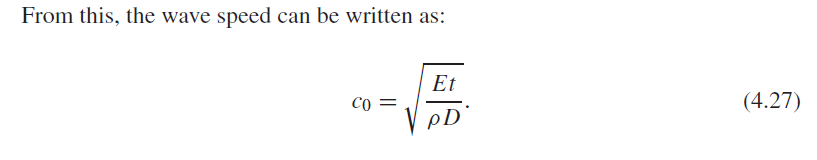 From this, the wave speed can be written as:
c₀ = √(Et / ρD). (4.27)